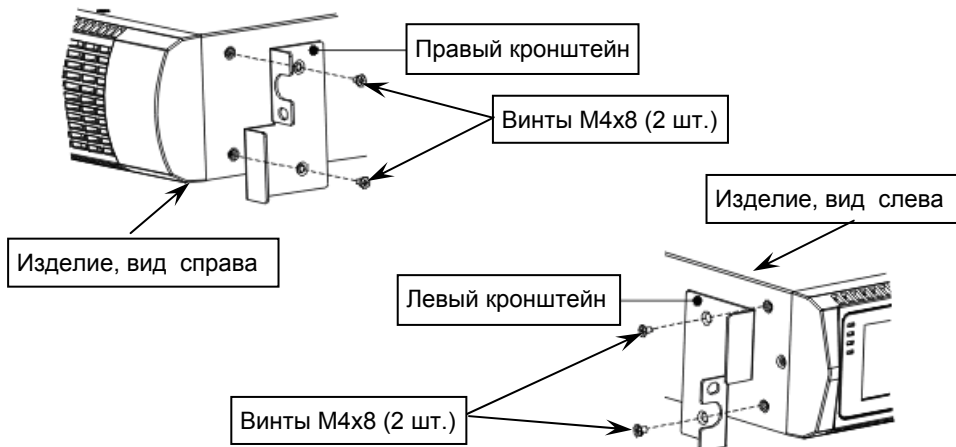 Правый кронштейн
Винты М4х8 (2 шт.)
Изделие, вид слева
Изделие, вид справа
Левый кронштейн
Винты М4х8 (2 шт.)